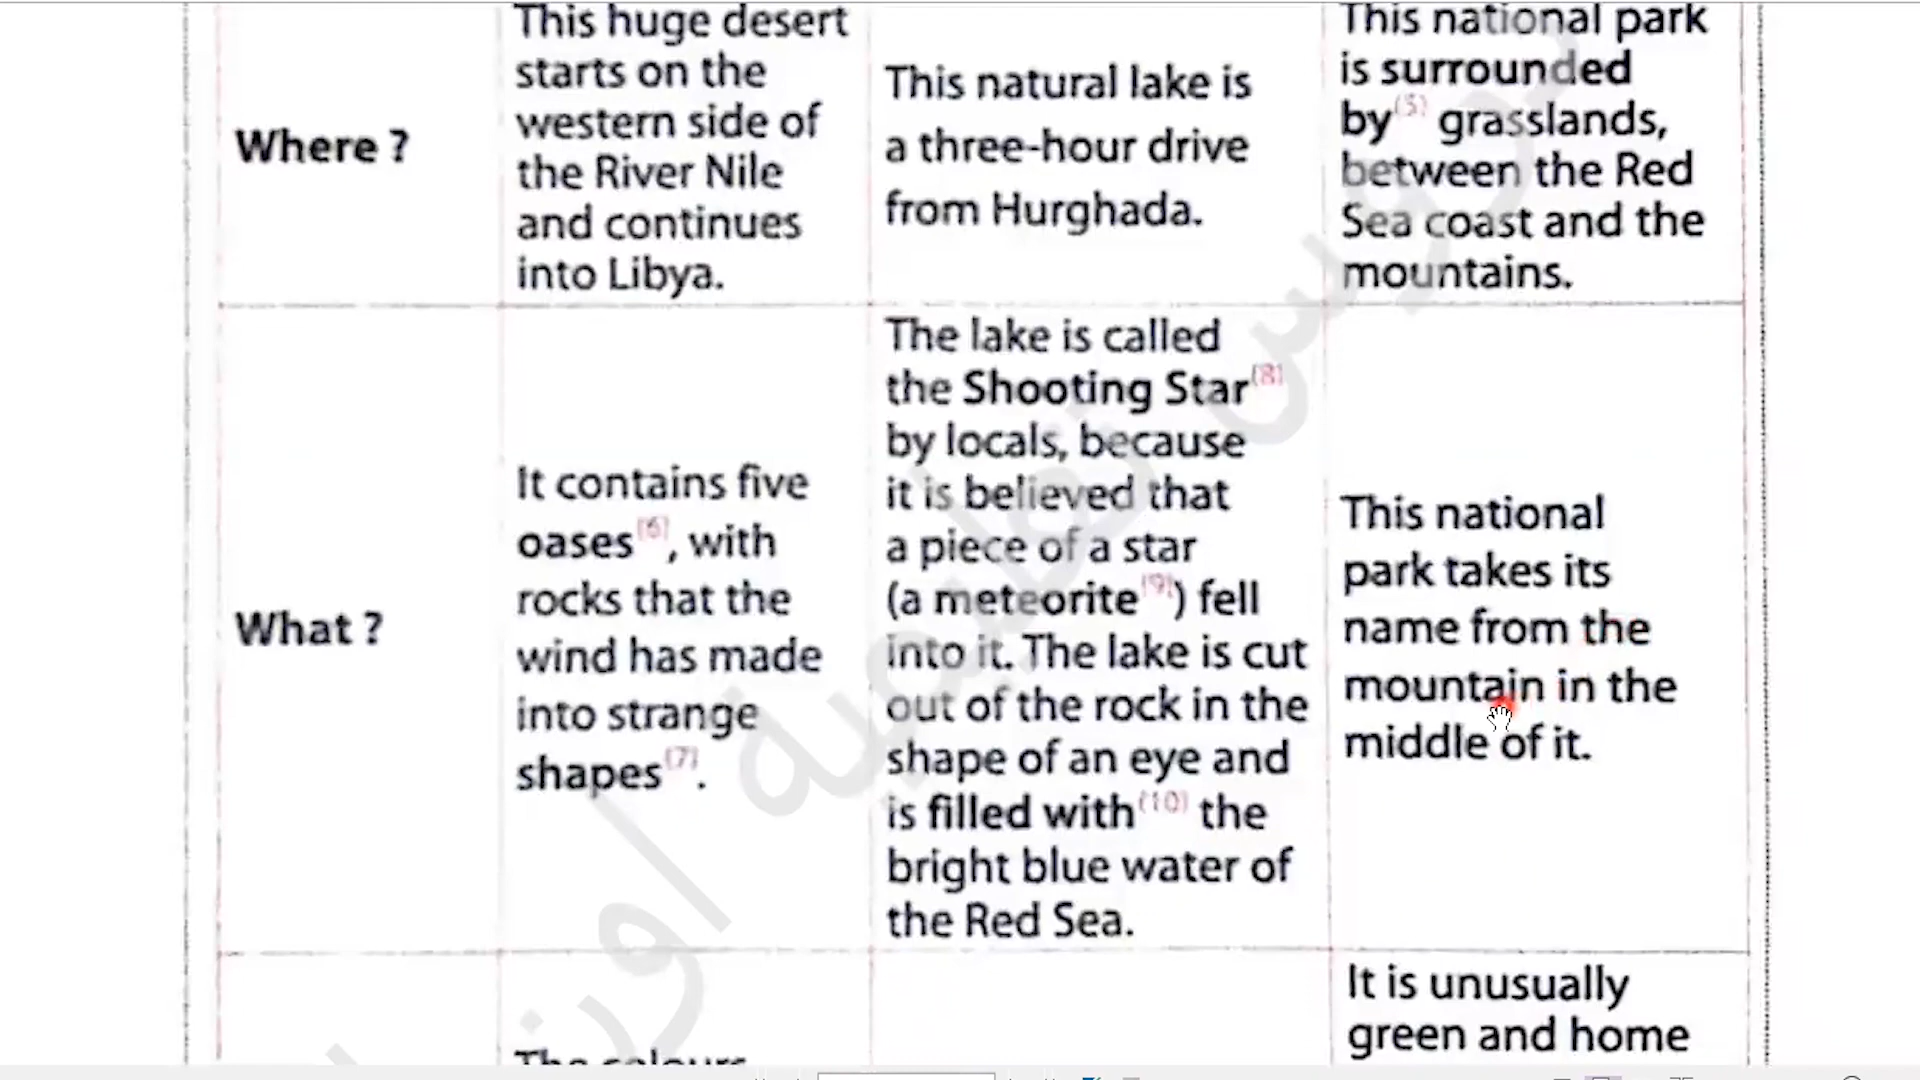 This huge desert
starts on the
western side of
the River Nile
and continues
into Libya.
This natural lake is
a three-hour drive
from Hurghada.
This national park
is surrounded
by(5) grasslands,
between the Red
Sea coast and the
mountains.
Where ?
It contains five
oases(6), with
rocks that the
wind has made
into strange
shapes(7).
The lake is called
the Shooting Star(8)
by locals, because
it is believed that
a piece of a star
(a meteorite(9)) fell
into it. The lake is cut
out of the rock in the
shape of an eye and
is filled with(10) the
bright blue water of
the Red Sea.
This national
park takes its
name from the
mountain in the
middle of it.
What ?
The colours
It is unusually
green and home